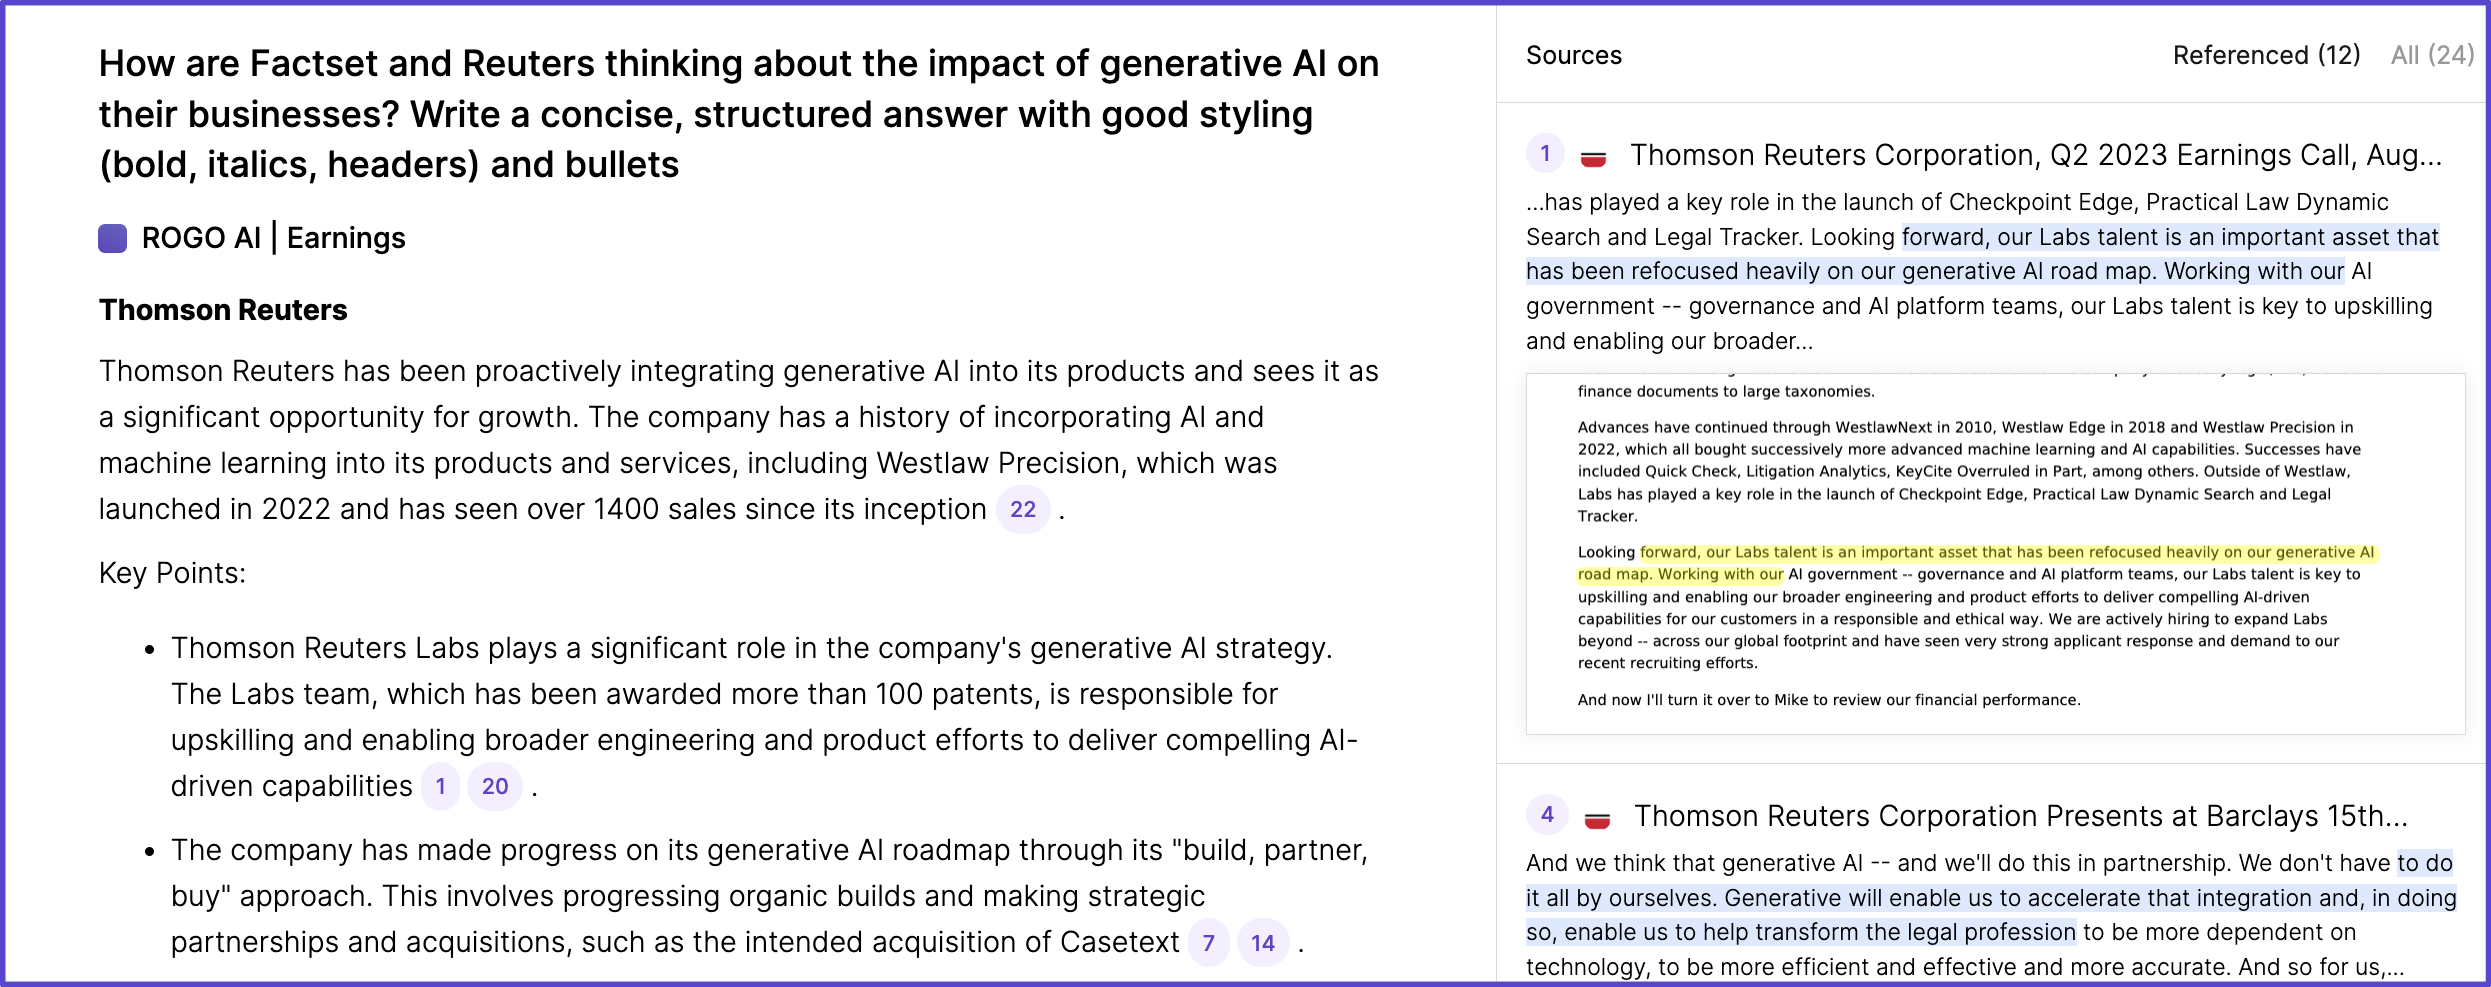 How are Factset and Reuters thinking about the impact of generative AI on
their businesses? Write a concise, structured answer with good styling
(bold, italics, headers) and bullets
ROGO AI | Earnings
Thomson Reuters
Thomson Reuters has been proactively integrating generative AI into its products and sees it as
a significant opportunity for growth. The company has a history of incorporating AI and
machine learning into its products and services, including Westlaw Precision, which was
launched in 2022 and has seen over 1400 sales since its inception 22 .
Key Points:
• Thomson Reuters Labs plays a significant role in the company's generative AI strategy.
The Labs team, which has been awarded more than 100 patents, is responsible for
upskilling and enabling broader engineering and product efforts to deliver compelling AI-
driven capabilities 1 20 .
• The company has made progress on its generative AI roadmap through its "build, partner,
buy" approach. This involves progressing organic builds and making strategic
partnerships and acquisitions, such as the intended acquisition of Casetext 7 14 .
Sources
Referenced (12) All (24)
1 Thomson Reuters Corporation, Q2 2023 Earnings Call, Aug...
...has played a key role in the launch of Checkpoint Edge, Practical Law Dynamic
Search and Legal Tracker. Looking forward, our Labs talent is an important asset that
has been refocused heavily on our generative AI road map. Working with our AI
government -- governance and AI platform teams, our Labs talent is key to upskilling
and enabling our broader...
finance documents to large taxonomies.
Advances have continued through WestlawNext in 2010, Westlaw Edge in 2018 and Westlaw Precision in
2022, which all bought successively more advanced machine learning and AI capabilities. Successes have
included Quick Check, Litigation Analytics, KeyCite Overruled in Part, among others. Outside of Westlaw,
Labs has played a key role in the launch of Checkpoint Edge, Practical Law Dynamic Search and Legal
Tracker.
Looking forward, our Labs talent is an important asset that has been refocused heavily on our generative AI
road map. Working with our AI government -- governance and AI platform teams, our Labs talent is key to
upskilling and enabling our broader engineering and product efforts to deliver compelling AI-driven
capabilities for our customers in a responsible and ethical way. We are actively hiring to expand Labs
beyond -- across our global footprint and have seen very strong applicant response and demand to our
recent recruiting efforts.
And now I'll turn it over to Mike to review our financial performance.
4 Thomson Reuters Corporation Presents at Barclays 15th...
And we think that generative AI -- and we'll do this in partnership. We don't have to do
it all by ourselves. Generative will enable us to accelerate that integration and, in doing
so, enable us to help transform the legal profession to be more dependent on
technology, to be more efficient and effective and more accurate. And so for us,...